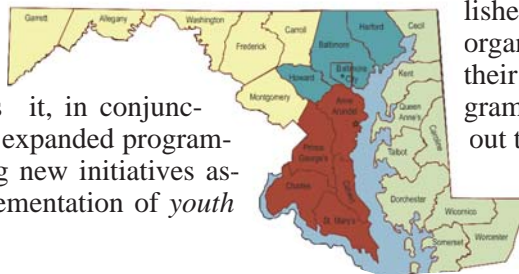 s it, in conjunc-
expanded program-
g new initiatives as-
ementation of youth
Garrett
Allegany
Washington
Frederick
Carroll
Baltimore
Harford
Cecil
Baltimore
City
Howard
Montgomery
Anne
Arundel
Prince
George's
Charles
Calvert
St. Mary's
Kent
Queen
Anne's
Caroline
Talbot
Dorchester
Wicomico
Somerset
Worcester
lishe
organ
their
gram
out t